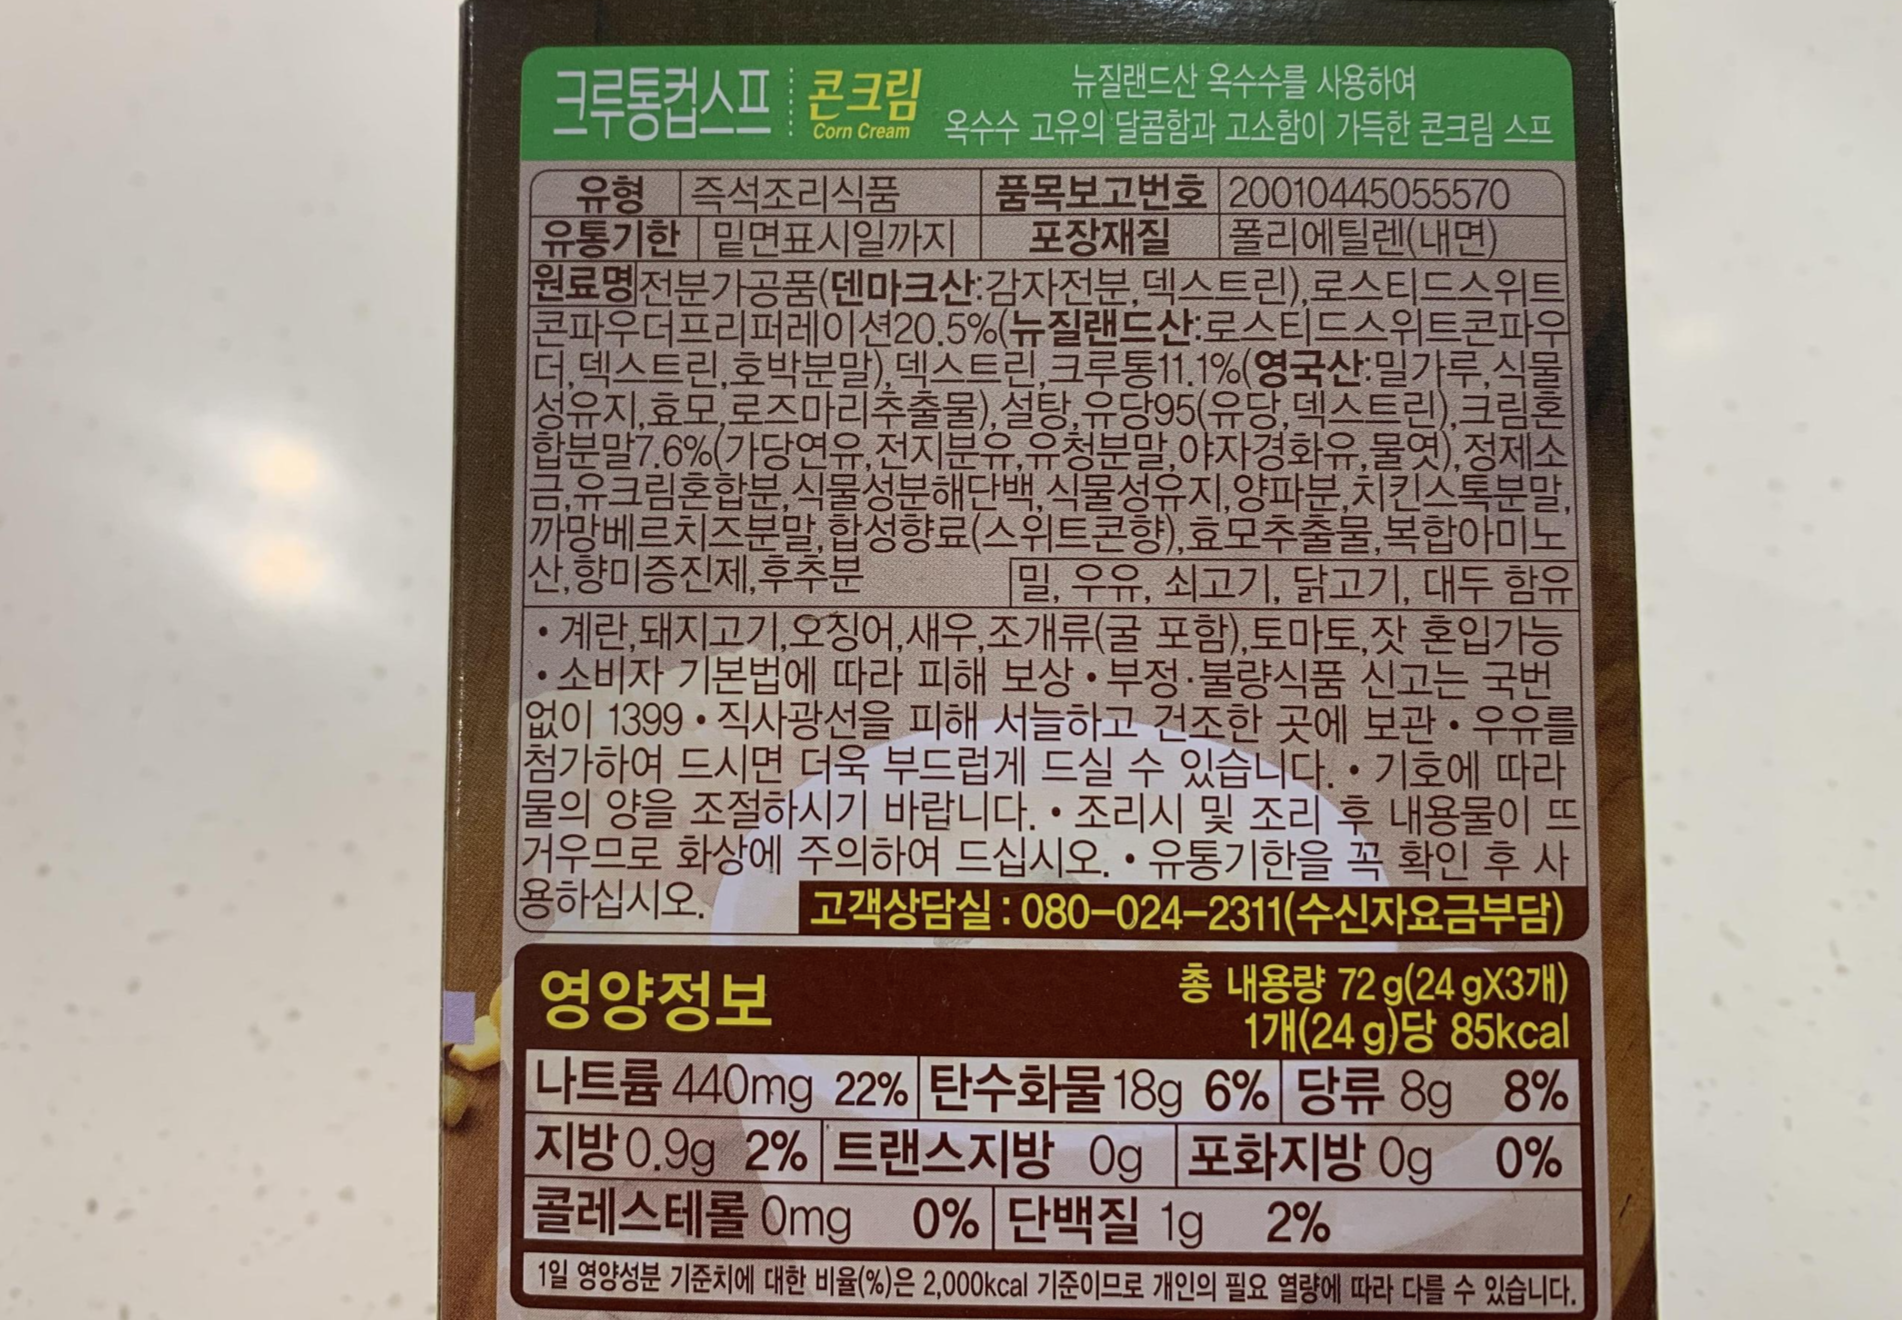 크루통컵스프 콘크림 Corn Cream
뉴질랜드산 옥수수를 사용하여
옥수수 고유의 달콤함과 고소함이 가득한 콘크림 스프
유형 즉석조리식품 품목보고번호 20010445055570
유통기한 밑면표시일까지 포장재질 폴리에틸렌(내면)
원료명 전분가공품(덴마크산:감자전분,덱스트린),로스티드스위트
콘파우더프리퍼레이션20.5%(뉴질랜드산:로스티드스위트콘파우
더,덱스트린,호박분말),덱스트린,크루통11.1%(영국산:밀가루,식물
성유지,효모,로즈마리추출물),설탕,유당95(유당,덱스트린),크림혼
합분말7.6%(가당연유,전지분유,유청분말,야자경화유,물엿),정제소
금,유크림혼합분,식물성분해단백,식물성유지,양파분,치킨스톡분말,
까망베르치즈분말,합성향료(스위트콘향),효모추출물,복합아미노
산,향미증진제,후추분
밀, 우유, 쇠고기, 닭고기, 대두 함유
• 계란,돼지고기,오징어,새우,조개류(굴 포함),토마토,잣 혼입가능
• 소비자 기본법에 따라 피해 보상 • 부정·불량식품 신고는 국번
없이 1399 • 직사광선을 피해 서늘하고 건조한 곳에 보관 • 우유를
첨가하여 드시면 더욱 부드럽게 드실 수 있습니다. • 기호에 따라
물의 양을 조절하시기 바랍니다. • 조리시 및 조리 후 내용물이 뜨
거우므로 화상에 주의하여 드십시오. • 유통기한을 꼭 확인 후 사
용하십시오.
고객상담실 : 080-024-2311(수신자요금부담)
영양정보
총 내용량 72 g(24 gX3개)
1개(24 g)당 85kcal
나트륨 440mg 22% 탄수화물 18g 6% 당류 8g 8%
지방 0.9g 2% 트랜스지방 0g 포화지방 0g 0%
콜레스테롤 0mg 0% 단백질 1g 2%
1일 영양성분 기준치에 대한 비율(%)은 2,000kcal 기준이므로 개인의 필요 열량에 따라 다를 수 있습니다.